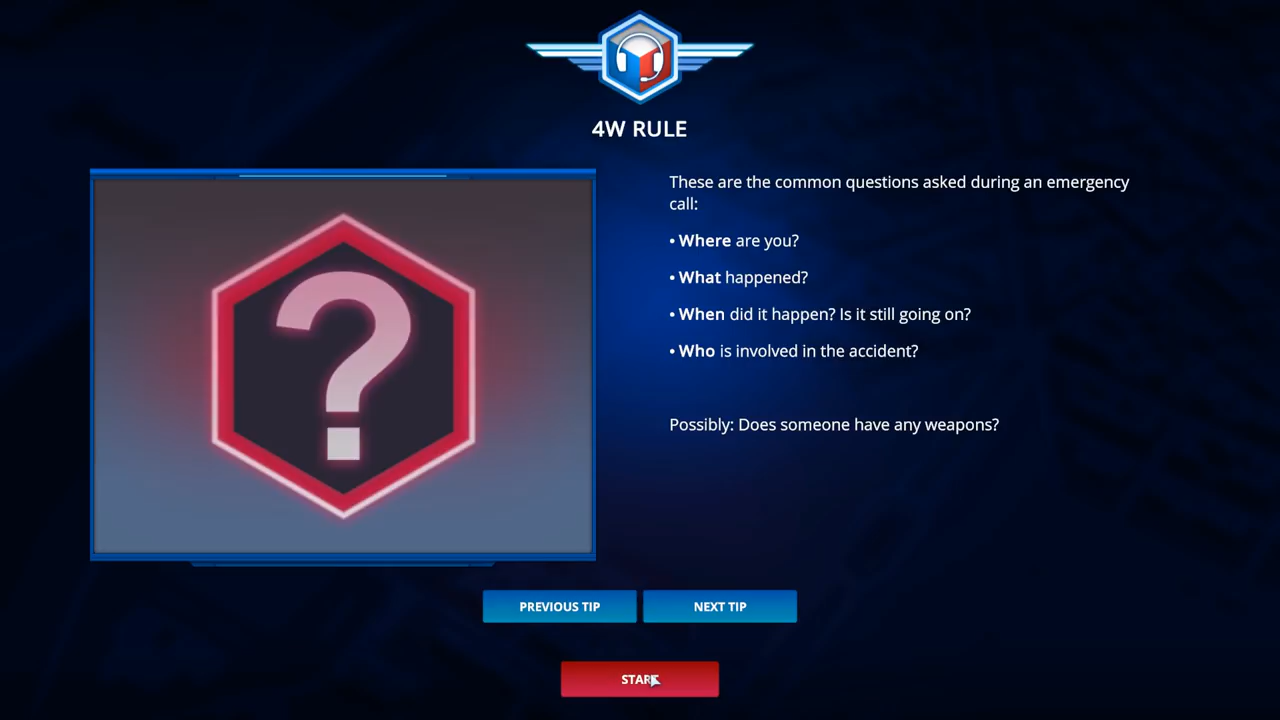 4W RULE
These are the common questions asked during an emergency
call:
• Where are you?
• What happened?
• When did it happen? Is it still going on?
• Who is involved in the accident?
Possibly: Does someone have any weapons?
?
PREVIOUS TIP
NEXT TIP
START